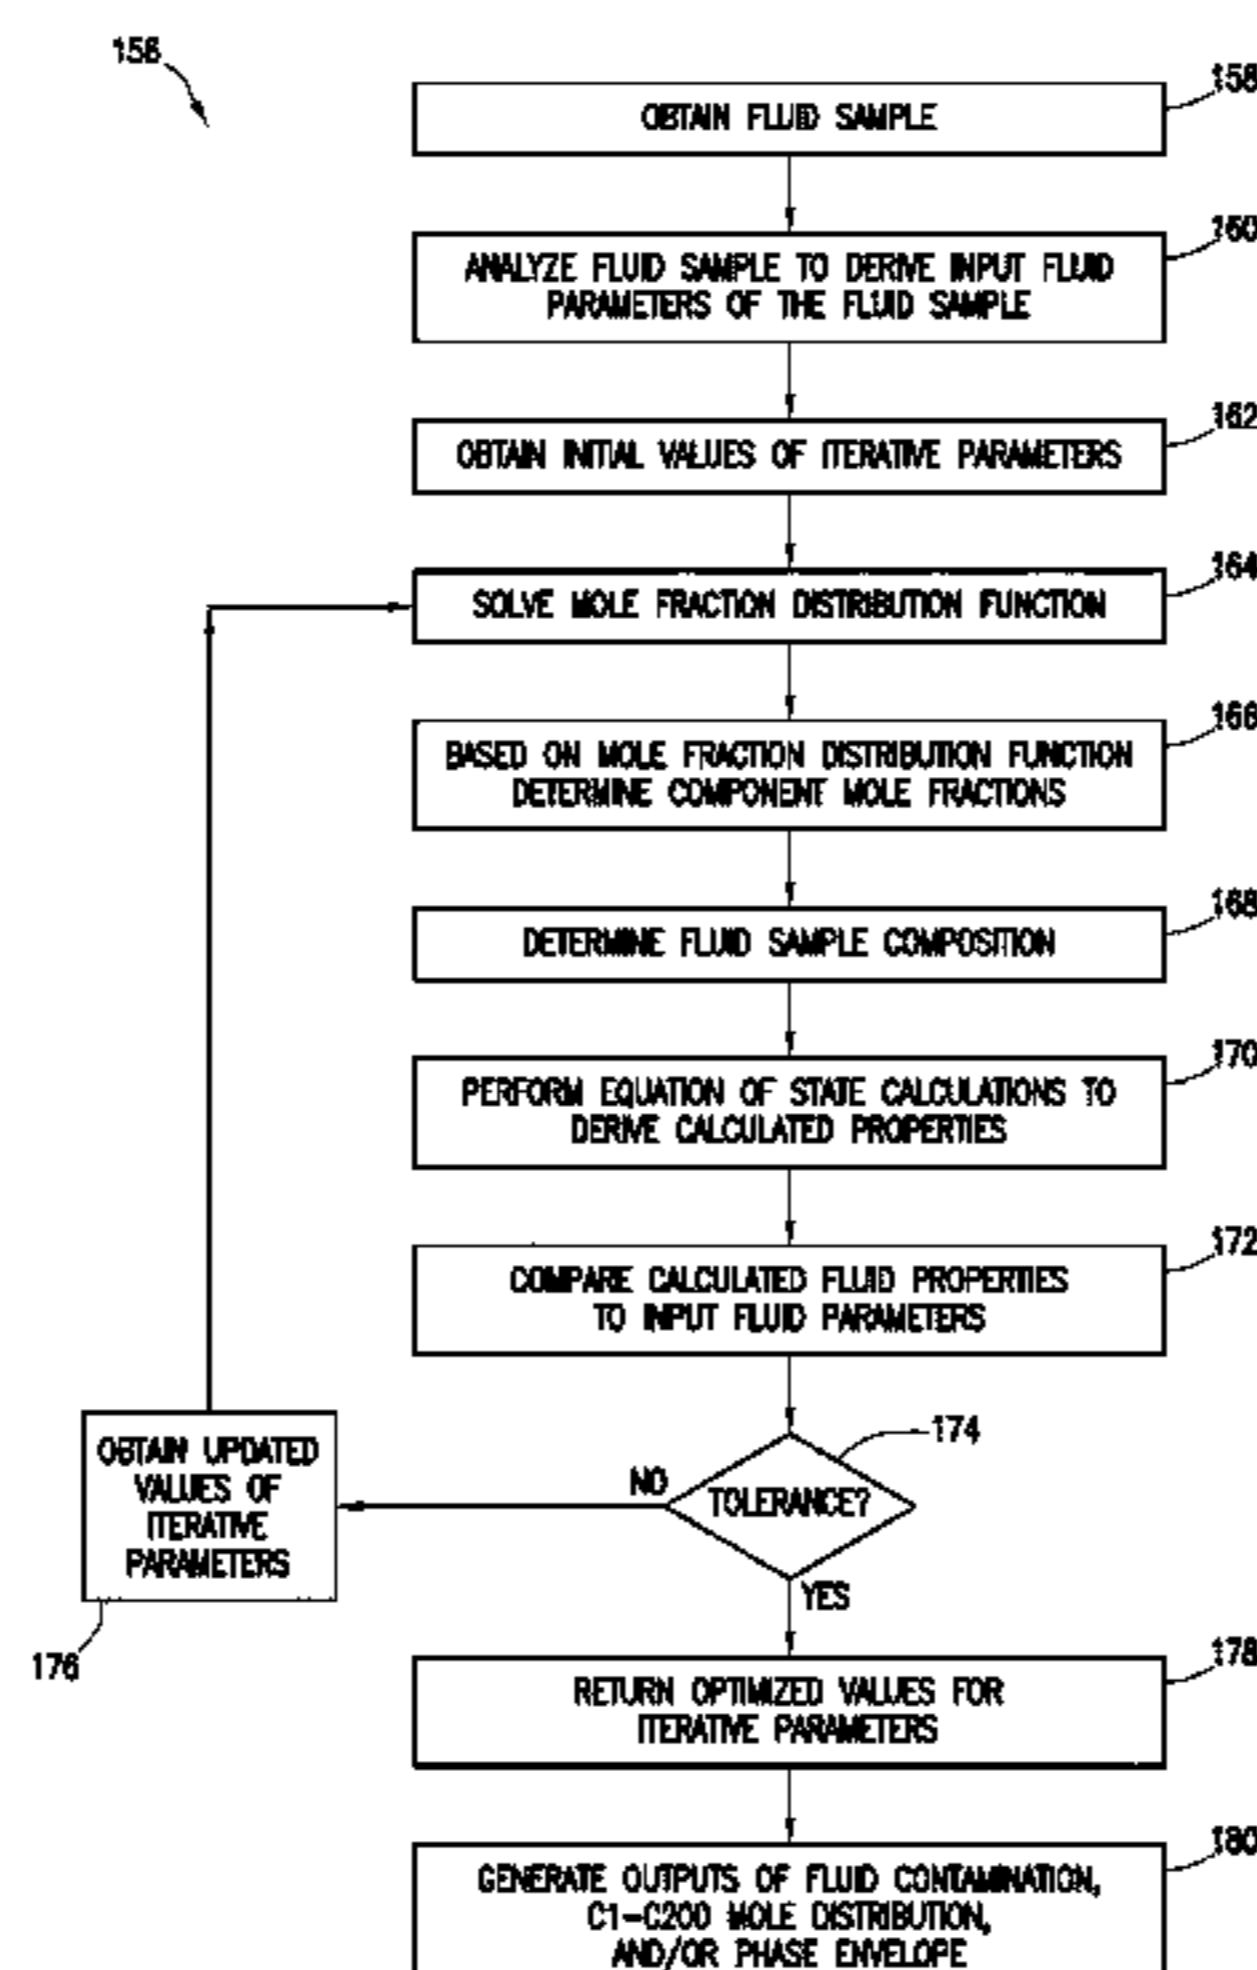 156
158
OBTAIN FLUID SAMPLE
160
ANALYZE FLUID SAMPLE TO DERIVE INPUT FLUID
PARAMETERS OF THE FLUID SAMPLE
162
OBTAIN INITIAL VALUES OF ITERATIVE PARAMETERS
164
SOLVE MOLE FRACTION DISTRIBUTION FUNCTION
166
BASED ON MOLE FRACTION DISTRIBUTION FUNCTION
DETERMINE COMPONENT MOLE FRACTIONS
168
DETERMINE FLUID SAMPLE COMPOSITION
170
PERFORM EQUATION OF STATE CALCULATIONS TO
DERIVE CALCULATED PROPERTIES
172
COMPARE CALCULATED FLUID PROPERTIES
TO INPUT FLUID PARAMETERS
174
TOLERANCE?
NO
YES
OBTAIN UPDATED
VALUES OF
ITERATIVE
PARAMETERS
176
178
RETURN OPTIMIZED VALUES FOR
ITERATIVE PARAMETERS
180
GENERATE OUTPUTS OF FLUID CONTAMINATION,
C1-C200 MOLE DISTRIBUTION,
AND/OR PHASE ENVELOPE